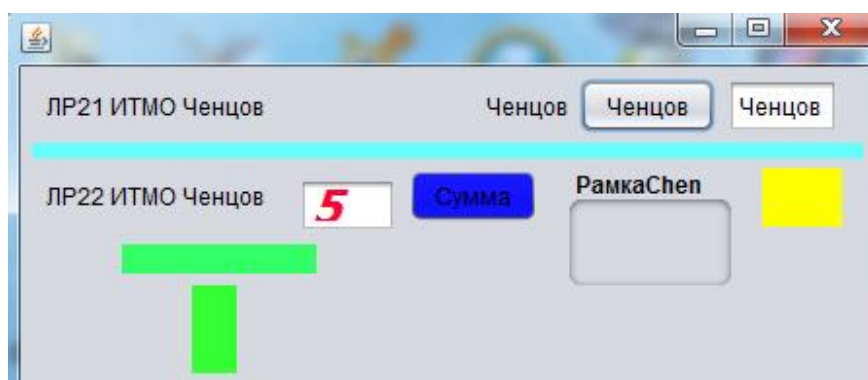 ЛР21 ИТМО Ченцов Ченцов Ченцов Ченцов
ЛР22 ИТМО Ченцов 5 Сумма РамкаChen